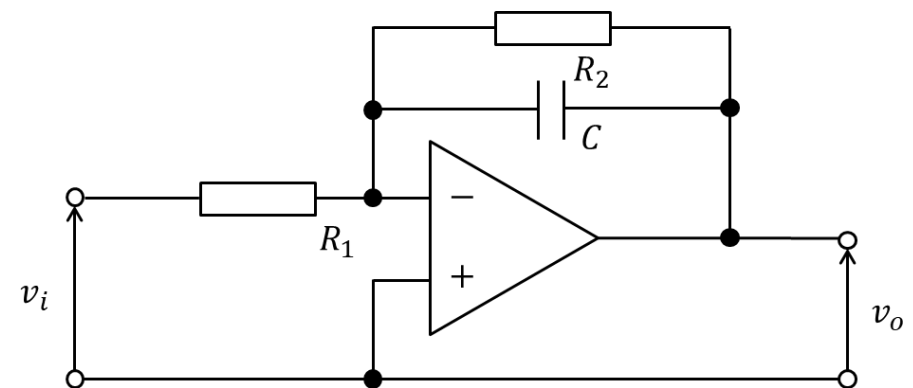 R₂
C
−
R₁
+
vᵢ
vₒ